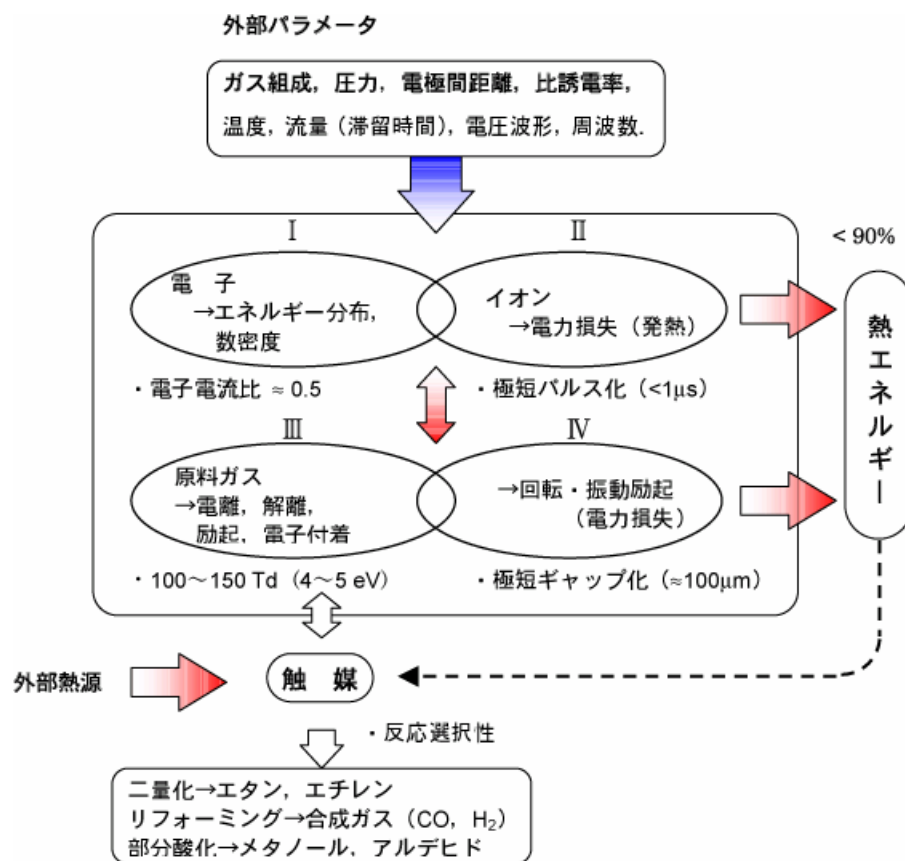 外部パラメータ
ガス組成，圧力，電極間距離，比誘電率，
温度，流量（滞留時間），電圧波形，周波数．
Ⅰ
Ⅱ
< 90%
電　子
→エネルギー分布，
数密度
イオン
→電力損失（発熱）
熱エネルギー
・電子電流比 ≈ 0.5
・極短パルス化（<1μs）
Ⅲ
Ⅳ
原料ガス
→電離，解離，
励起，電子付着
→回転・振動励起
（電力損失）
・100～150 Td（4～5 eV）
・極短ギャップ化（≈100μm）
外部熱源
触　媒
・反応選択性
二量化→エタン，エチレン
リフォーミング→合成ガス（CO，H₂）
部分酸化→メタノール，アルデヒド